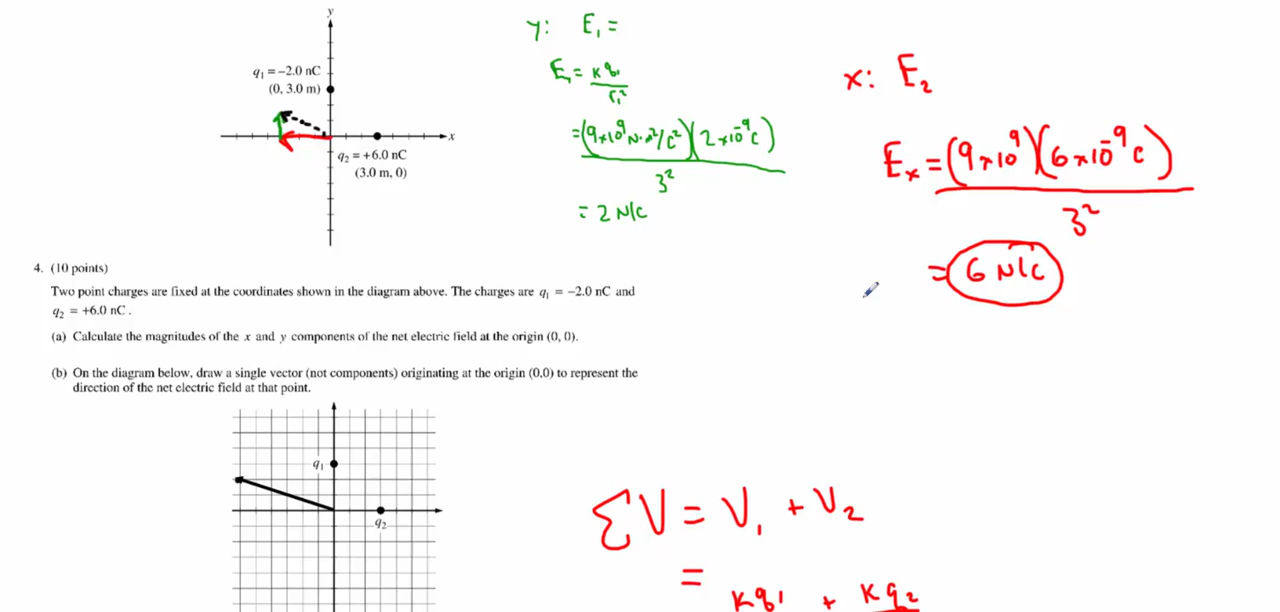 y
q₁ = −2.0 nC
(0, 3.0 m)
x
q₂ = +6.0 nC
(3.0 m, 0)
y: E₁ =
E₁ = kq₁
r₁²
= (9×10⁹ N·m²/C²)(2×10⁻⁹ C)
3²
= 2 N/C
x: E₂
Eₓ = (9×10⁹)(6×10⁻⁹ C)
3²
= 6 N/C
4. (10 points)
Two point charges are fixed at the coordinates shown in the diagram above. The charges are q₁ = −2.0 nC and
q₂ = +6.0 nC .
(a) Calculate the magnitudes of the x and y components of the net electric field at the origin (0, 0).
(b) On the diagram below, draw a single vector (not components) originating at the origin (0,0) to represent the
direction of the net electric field at that point.
q₁
q₂
ΣV = V₁ + V₂
=
kq₁ + kq₂